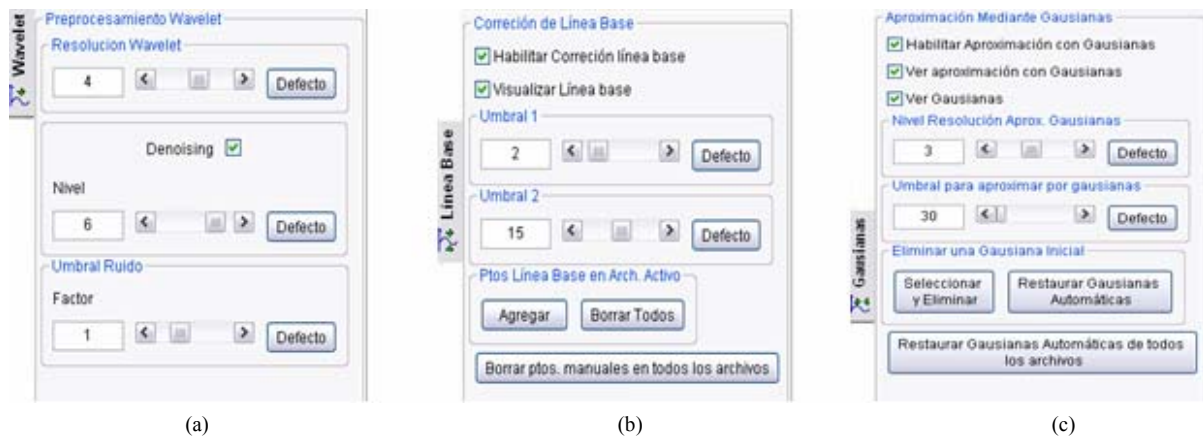 Wavelet
Preprocesamiento Wavelet
Resolucion Wavelet
4
Defecto
Denoising
Nivel
6
Defecto
Umbral Ruido
Factor
1
Defecto
(a)
Línea Base
Correción de Línea Base
Habilitar Correción línea base
Visualizar Línea base
Umbral 1
2
Defecto
Umbral 2
15
Defecto
Ptos Línea Base en Arch. Activo
Agregar
Borrar Todos
Borrar ptos. manuales en todos los archivos
(b)
Gausianas
Aproximación Mediante Gausianas
Habilitar Aproximación con Gausianas
Ver aproximación con Gausianas
Ver Gausianas
Nivel Resolución Aprox. Gausianas
3
Defecto
Umbral para aproximar por gausianas
30
Defecto
Eliminar una Gausiana Inicial
Seleccionar
y Eliminar
Restaurar Gausianas
Automáticas
Restaurar Gausianas Automáticas de todos
los archivos
(c)